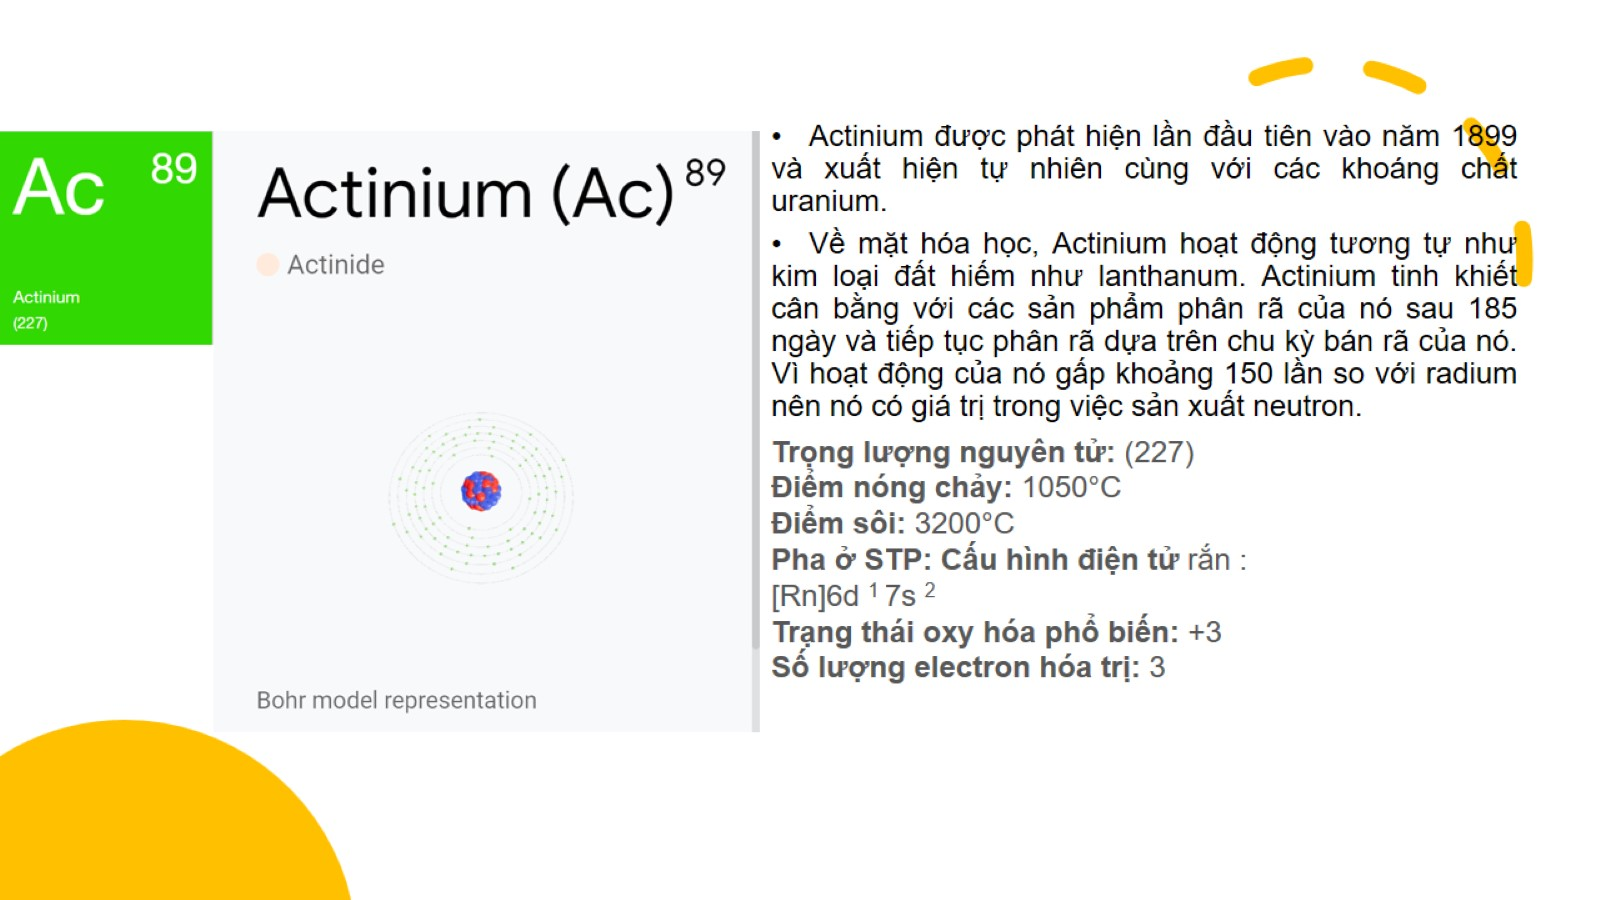 Ac 89
Actinium
(227)
Actinium (Ac) 89
Actinide
Bohr model representation
• Actinium được phát hiện lần đầu tiên vào năm 1899
và xuất hiện tự nhiên cùng với các khoáng chất
uranium.
• Về mặt hóa học, Actinium hoạt động tương tự như
kim loại đất hiếm như lanthanum. Actinium tinh khiết
cân bằng với các sản phẩm phân rã của nó sau 185
ngày và tiếp tục phân rã dựa trên chu kỳ bán rã của nó.
Vì hoạt động của nó gấp khoảng 150 lần so với radium
nên nó có giá trị trong việc sản xuất neutron.
Trọng lượng nguyên tử: (227)
Điểm nóng chảy: 1050°C
Điểm sôi: 3200°C
Pha ở STP: Cấu hình điện tử rắn :
[Rn]6d ¹ 7s ²
Trạng thái oxy hóa phổ biến: +3
Số lượng electron hóa trị: 3